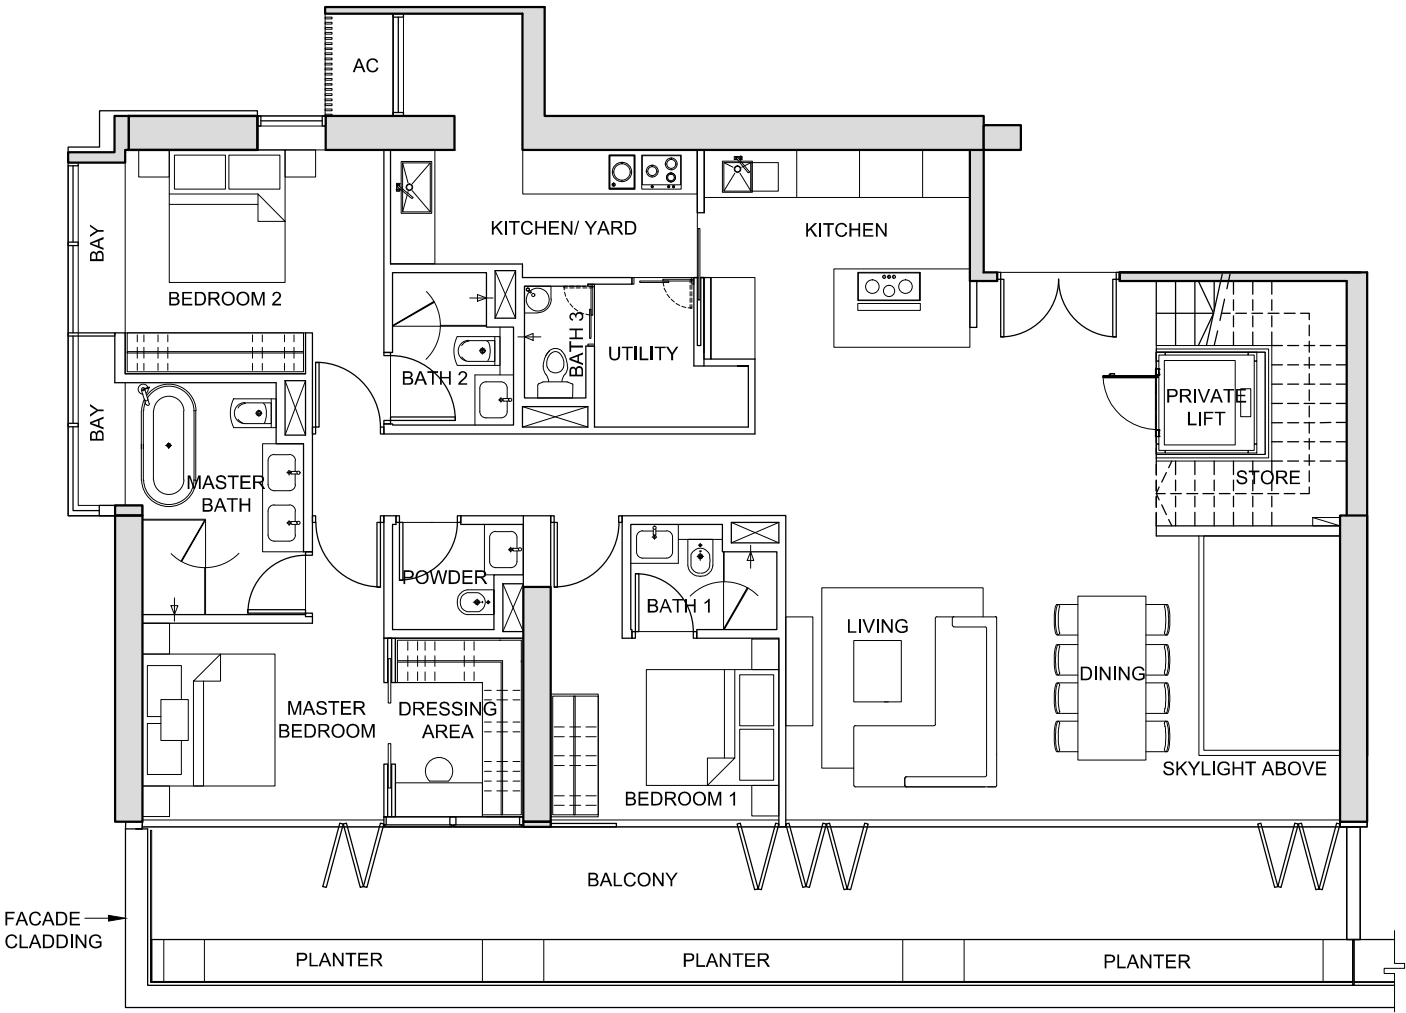 AC
BAY
BEDROOM 2
KITCHEN/ YARD
KITCHEN
BATH 3
UTILITY
BATH 2
PRIVATE
LIFT
BAY
MASTER
BATH
STORE
POWDER
BATH 1
LIVING
DINING
MASTER
BEDROOM
DRESSING
AREA
BEDROOM 1
SKYLIGHT ABOVE
BALCONY
FACADE
CLADDING
PLANTER
PLANTER
PLANTER